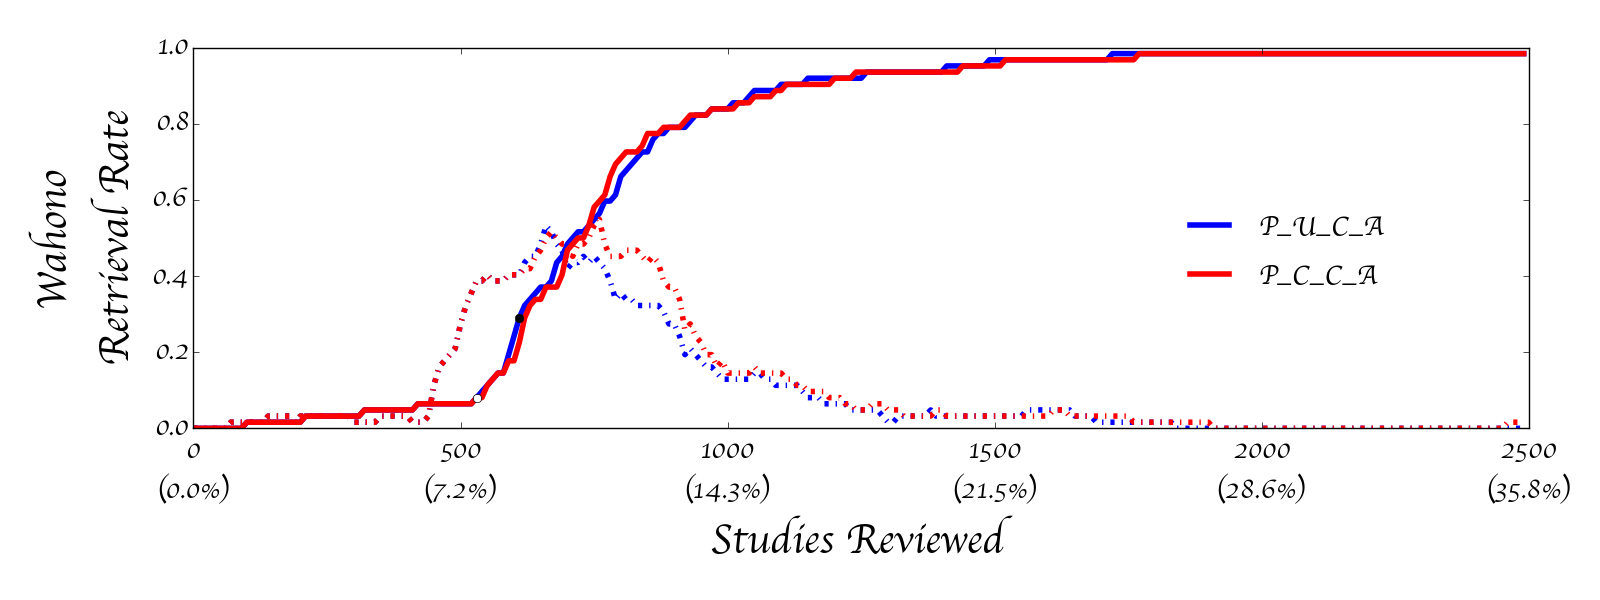 Wahono
Retrieval Rate
1.0
0.8
0.6
0.4
0.2
0.0
P_U_C_A
P_C_C_A
0 500 1000 1500 2000 2500
(0.0%) (7.2%) (14.3%) (21.5%) (28.6%) (35.8%)
Studies Reviewed